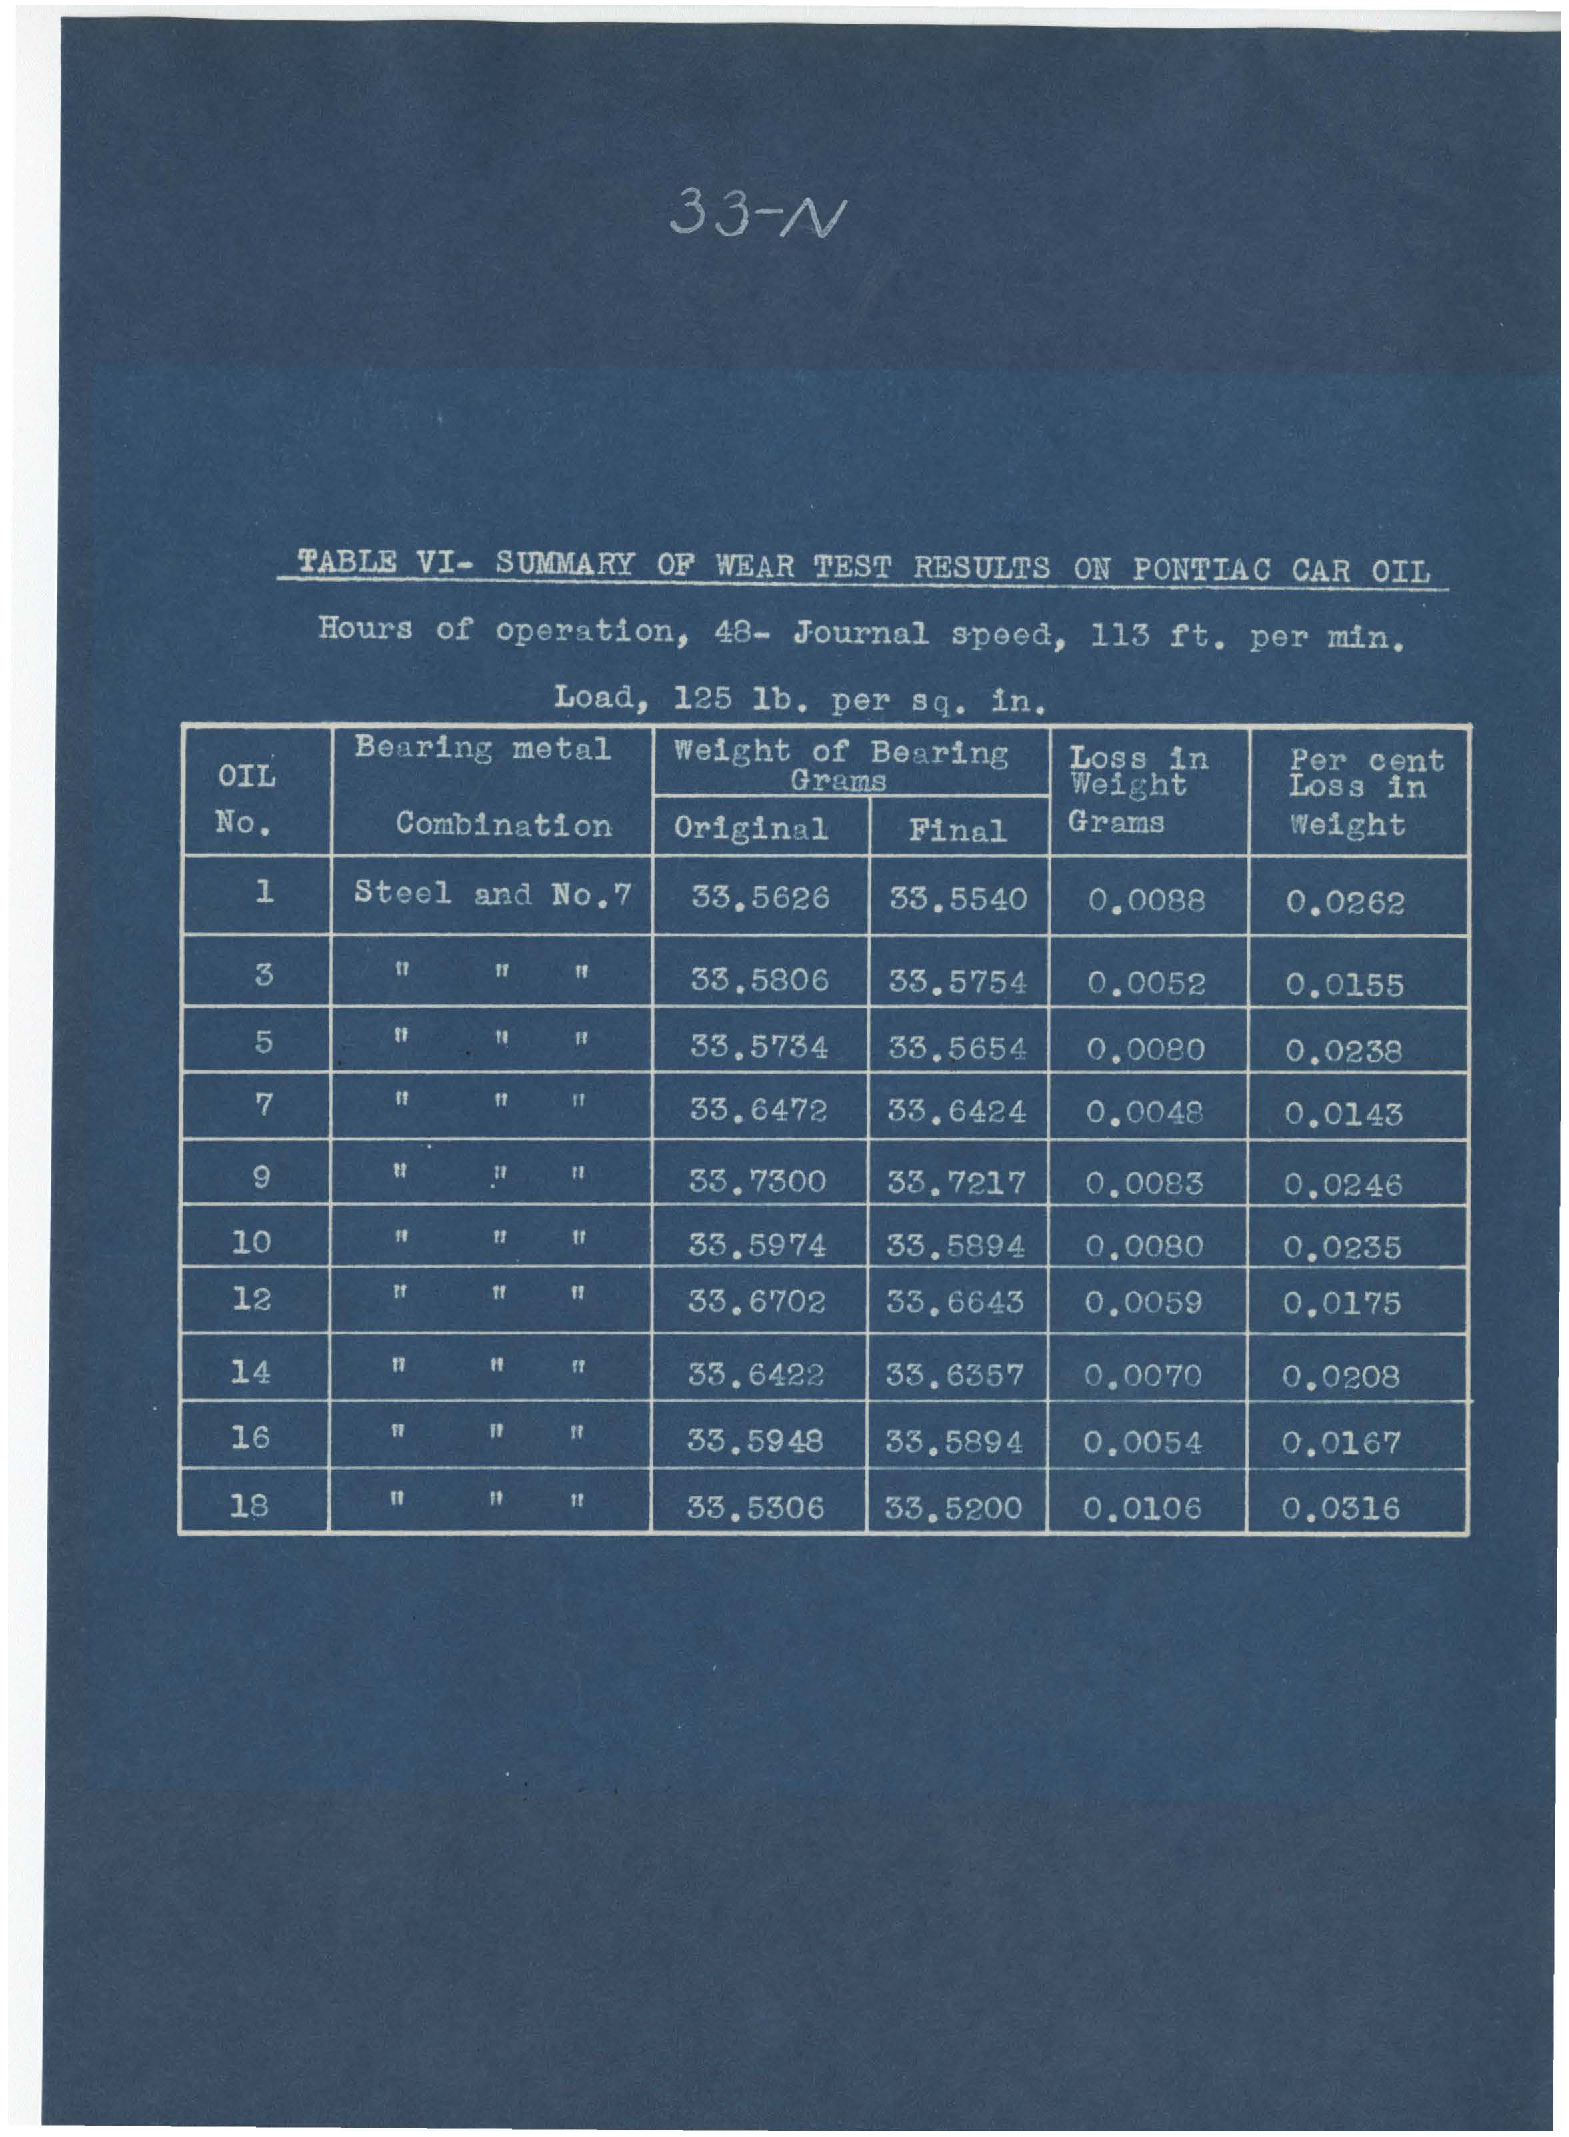 33-N
TABLE VI- SUMMARY OF WEAR TEST RESULTS ON PONTIAC CAR OIL
Hours of operation, 48- Journal speed, 113 ft. per min.
Load, 125 lb. per sq. in.
OIL No. Bearing metal Combination Weight of Bearing Grams Loss in Weight Grams Per cent Loss in Weight
Original Final
1 Steel and No.7 33.5626 33.5540 0.0088 0.0262
3 " " " 33.5806 33.5754 0.0052 0.0155
5 " " " 33.5734 33.5654 0.0080 0.0238
7 " " " 33.6472 33.6424 0.0048 0.0143
9 " " " 33.7300 33.7217 0.0083 0.0246
10 " " " 33.5974 33.5894 0.0080 0.0235
12 " " " 33.6702 33.6643 0.0059 0.0175
14 " " " 33.6422 33.6357 0.0070 0.0208
16 " " " 33.5948 33.5894 0.0054 0.0167
18 " " " 33.5306 33.5200 0.0106 0.0316